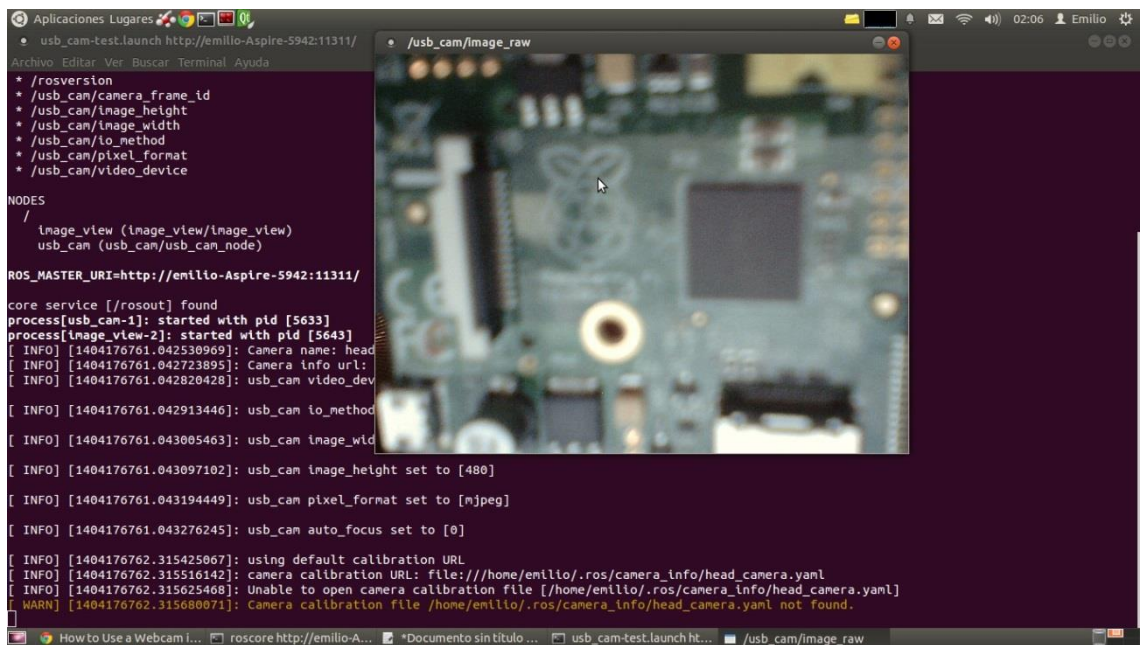 Aplicaciones Lugares
02:06 Emilio
usb_cam-test.launch http://emilio-Aspire-5942:11311/
/usb_cam/image_raw
Archivo Editar Ver Buscar Terminal Ayuda
* /rosversion
* /usb_cam/camera_frame_id
* /usb_cam/image_height
* /usb_cam/image_width
* /usb_cam/io_method
* /usb_cam/pixel_format
* /usb_cam/video_device
NODES
/
image_view (image_view/image_view)
usb_cam (usb_cam/usb_cam_node)
ROS_MASTER_URI=http://emilio-Aspire-5942:11311/
core service [/rosout] found
process[usb_cam-1]: started with pid [5633]
process[image_view-2]: started with pid [5643]
[ INFO] [1404176761.042530969]: Camera name: head
[ INFO] [1404176761.042723895]: Camera info url:
[ INFO] [1404176761.042820428]: usb_cam video_dev
[ INFO] [1404176761.042913446]: usb_cam io_method
[ INFO] [1404176761.043005463]: usb_cam image_wid
[ INFO] [1404176761.043097102]: usb_cam image_height set to [480]
[ INFO] [1404176761.043194449]: usb_cam pixel_format set to [mjpeg]
[ INFO] [1404176761.043276245]: usb_cam auto_focus set to [0]
[ INFO] [1404176762.315425067]: using default calibration URL
[ INFO] [1404176762.315516142]: camera calibration URL: file:///home/emilio/.ros/camera_info/head_camera.yaml
[ INFO] [1404176762.315625468]: Unable to open camera calibration file [/home/emilio/.ros/camera_info/head_camera.yaml]
[ WARN] [1404176762.315680071]: Camera calibration file /home/emilio/.ros/camera_info/head_camera.yaml not found.
How to Use a Webcam i... roscore http://emilio-A... *Documento sin título ... usb_cam-test.launch ht... /usb_cam/image_raw